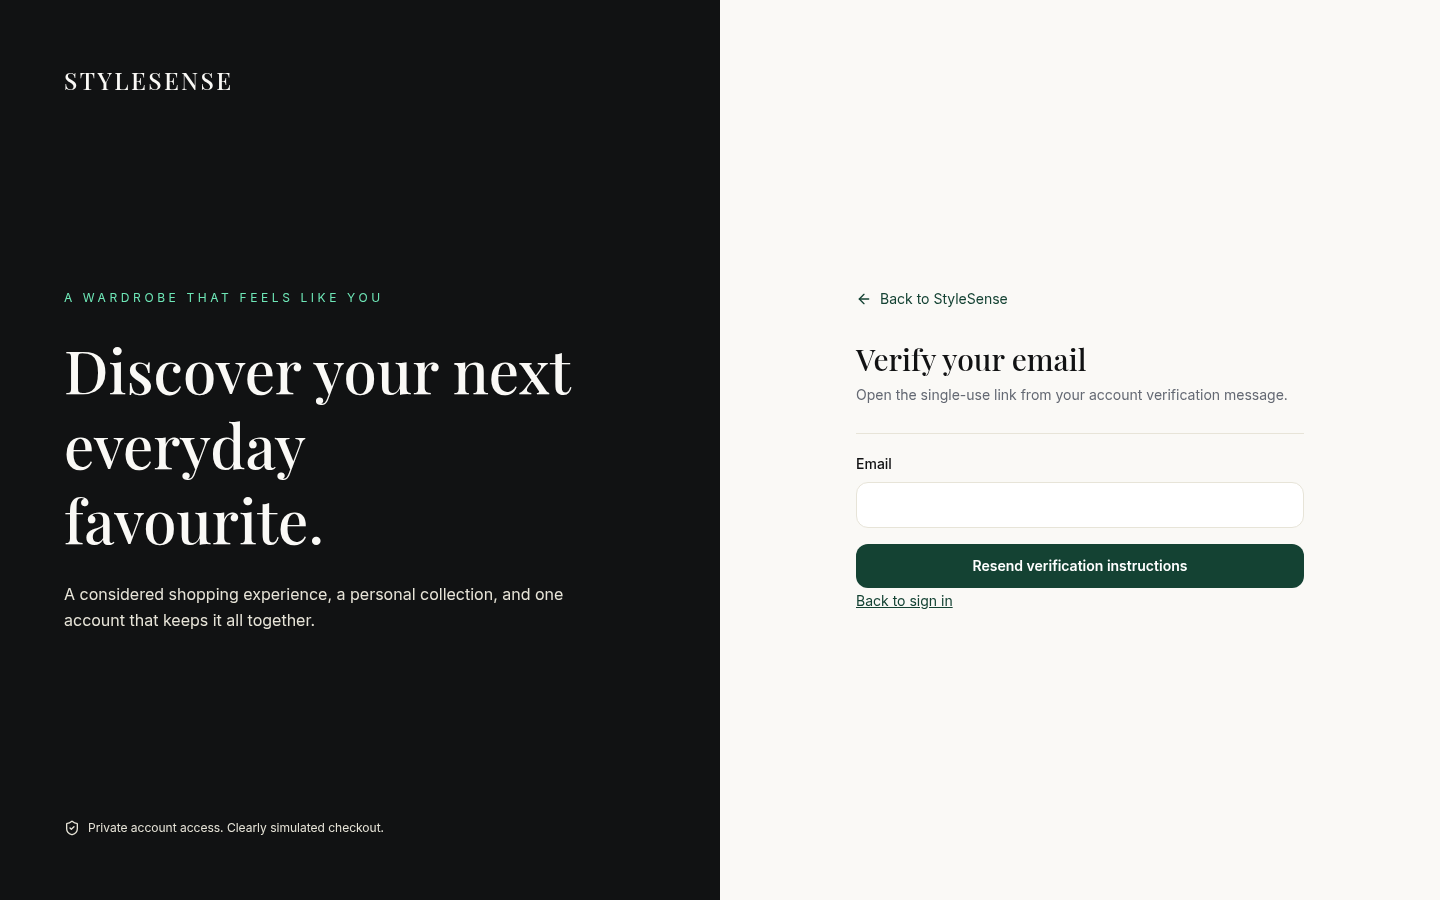 STYLESENSE
A WARDROBE THAT FEELS LIKE YOU
Discover your next
everyday
favourite.
A considered shopping experience, a personal collection, and one
account that keeps it all together.
Private account access. Clearly simulated checkout.
Back to StyleSense
Verify your email
Open the single-use link from your account verification message.
Email
Resend verification instructions
Back to sign in